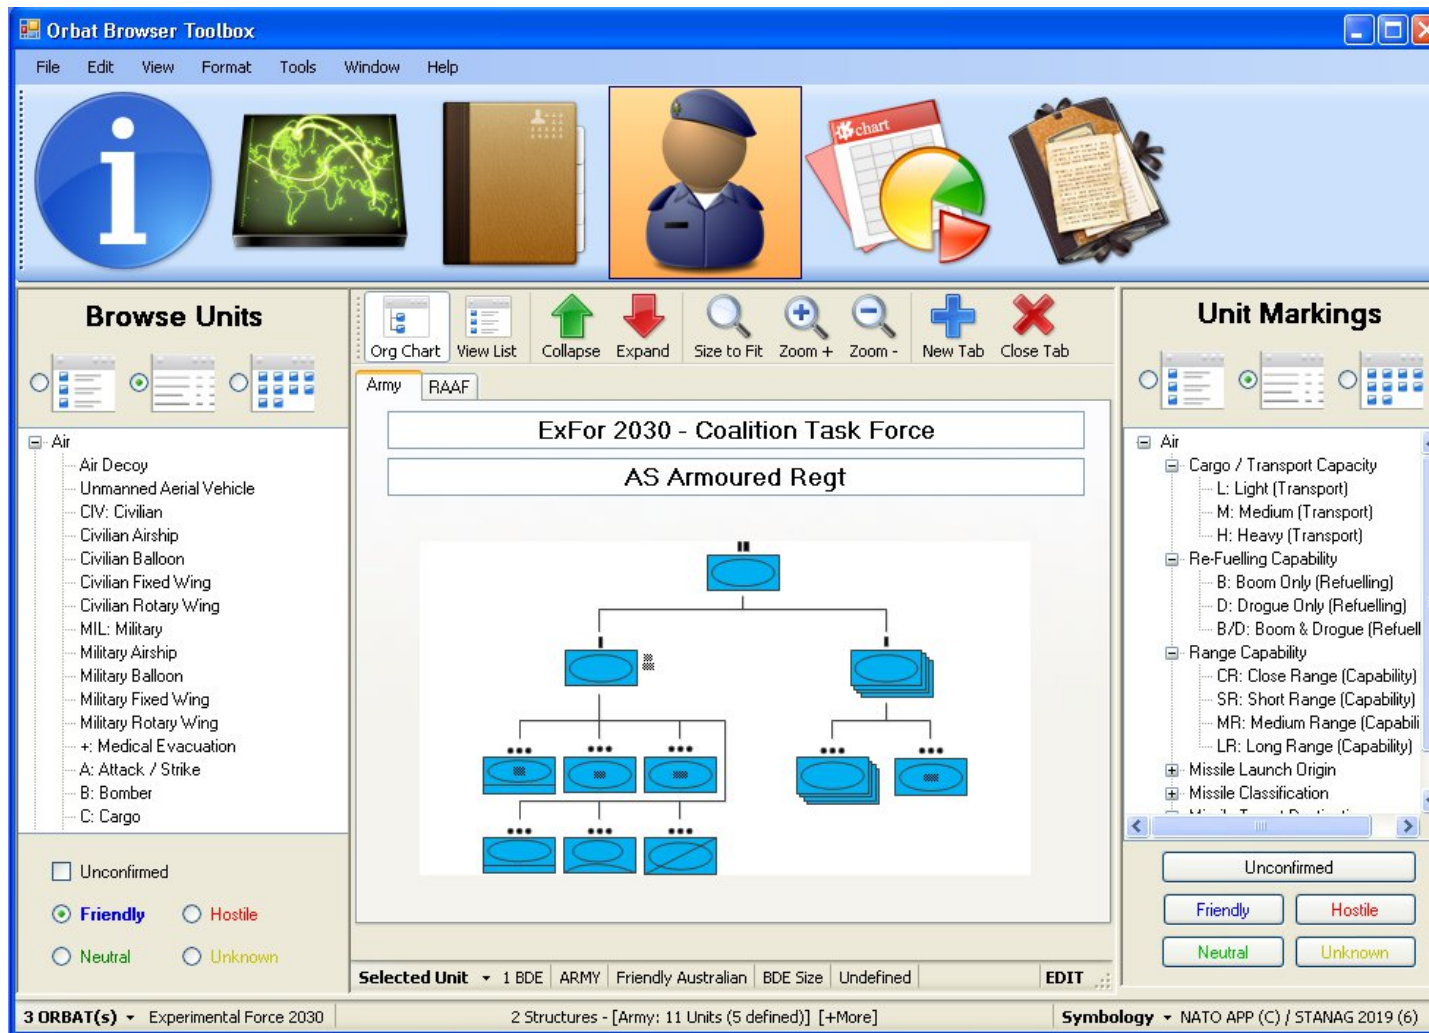 Orbat Browser Toolbox
File Edit View Format Tools Window Help
chart
Browse Units
Air
Air Decoy
Unmanned Aerial Vehicle
CIV: Civilian
Civilian Airship
Civilian Balloon
Civilian Fixed Wing
Civilian Rotary Wing
MIL: Military
Military Airship
Military Balloon
Military Fixed Wing
Military Rotary Wing
+: Medical Evacuation
A: Attack / Strike
B: Bomber
C: Cargo
Unconfirmed
Friendly Hostile
Neutral Unknown
Org Chart View List Collapse Expand Size to Fit Zoom + Zoom - New Tab Close Tab
Army RAAF
ExFor 2030 - Coalition Task Force
AS Armoured Regt
Selected Unit 1 BDE ARMY Friendly Australian BDE Size Undefined EDIT
Unit Markings
Air
Cargo / Transport Capacity
L: Light (Transport)
M: Medium (Transport)
H: Heavy (Transport)
Re-Fuelling Capability
B: Boom Only (Refuelling)
D: Drogue Only (Refuelling)
B/D: Boom & Drogue (Refuell
Range Capability
CR: Close Range (Capability)
SR: Short Range (Capability)
MR: Medium Range (Capabili
LR: Long Range (Capability)
Missile Launch Origin
Missile Classification
Unconfirmed
Friendly Hostile
Neutral Unknown
3 ORBAT(s) Experimental Force 2030 2 Structures - [Army: 11 Units (5 defined)] [+More] Symbology NATO APP (C) / STANAG 2019 (6)